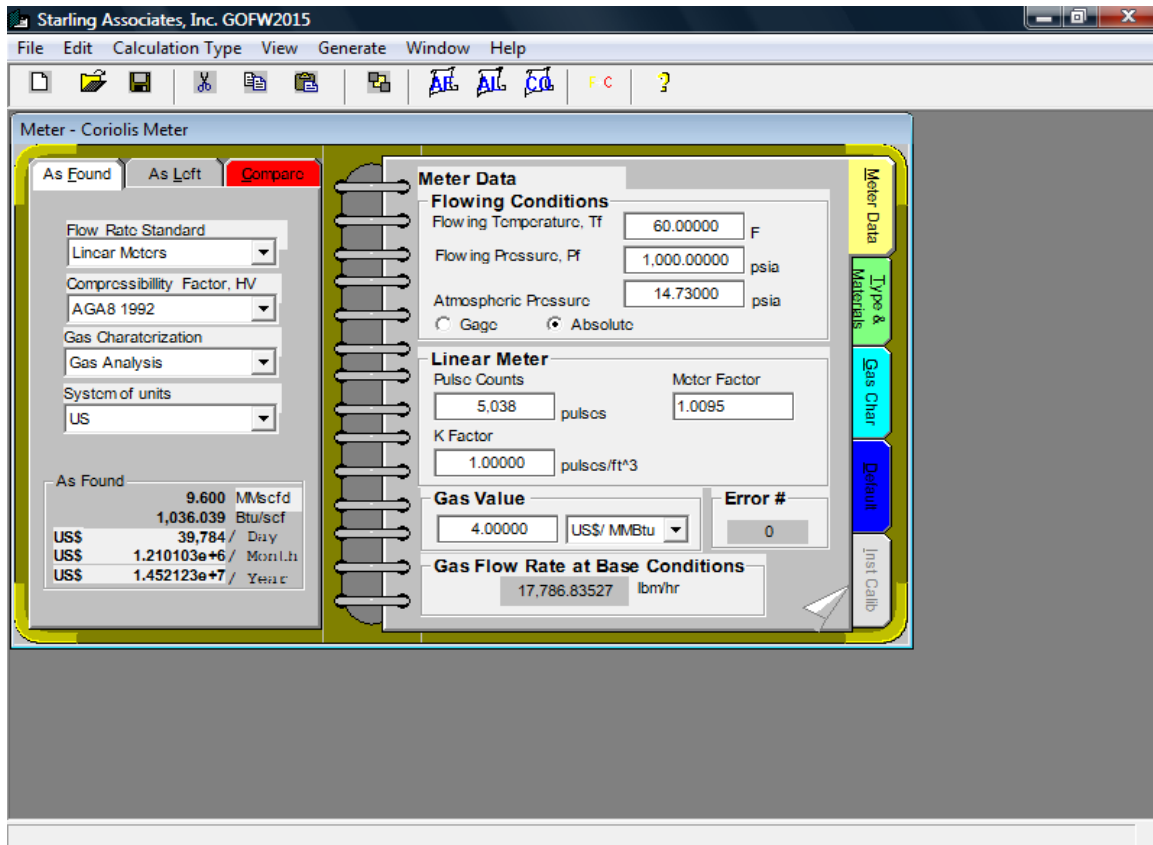 Starling Associates, Inc. GOFW2015
File Edit Calculation Type View Generate Window Help
AF. AL CO. F C ?
Meter - Coriolis Meter
As Found As Left Compare
Flow Rate Standard
Linear Meters
Compressibillity Factor, HV
AGA8 1992
Gas Charaterization
Gas Analysis
System of units
US
As Found
9.600 MMscfd
1,036.039 Btu/scf
US$ 39,784 / Day
US$ 1.210103e+6 / Month
US$ 1.452123e+7 / Year
Meter Data
Flowing Conditions
Flowing Temperature, Tf 60.00000 F
Flowing Pressure, Pf 1,000.00000 psia
Atmospheric Pressure 14.73000 psia
Gage Absolute
Linear Meter
Pulse Counts Meter Factor
5,038 pulses 1.0095
K Factor
1.00000 pulses/ft^3
Gas Value Error #
4.00000 US$/ MMBtu 0
Gas Flow Rate at Base Conditions
17,786.83527 lbm/hr
Meter Data
Type &
Materials
Gas Char
Default
Inst Calib